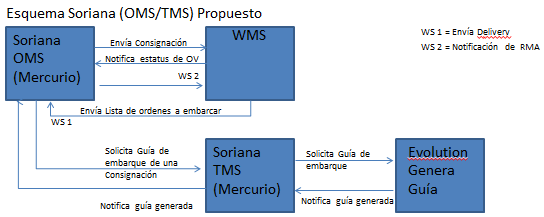 Esquema Soriana (OMS/TMS) Propuesto
Soriana
OMS
(Mercurio)
Envía Consignación
Notifica estatus de OV
WS 2
WMS
WS 1 = Envía Delivery
WS 2 = Notificación de RMA
Envía Lista de ordenes a embarcar
WS 1
Solicita Guía de
embarque de una
Consignación
Notifica guía generada
Soriana
TMS
(Mercurio)
Solicita Guía de
embarque
Notifica guía generada
Evolution
Genera
Guía